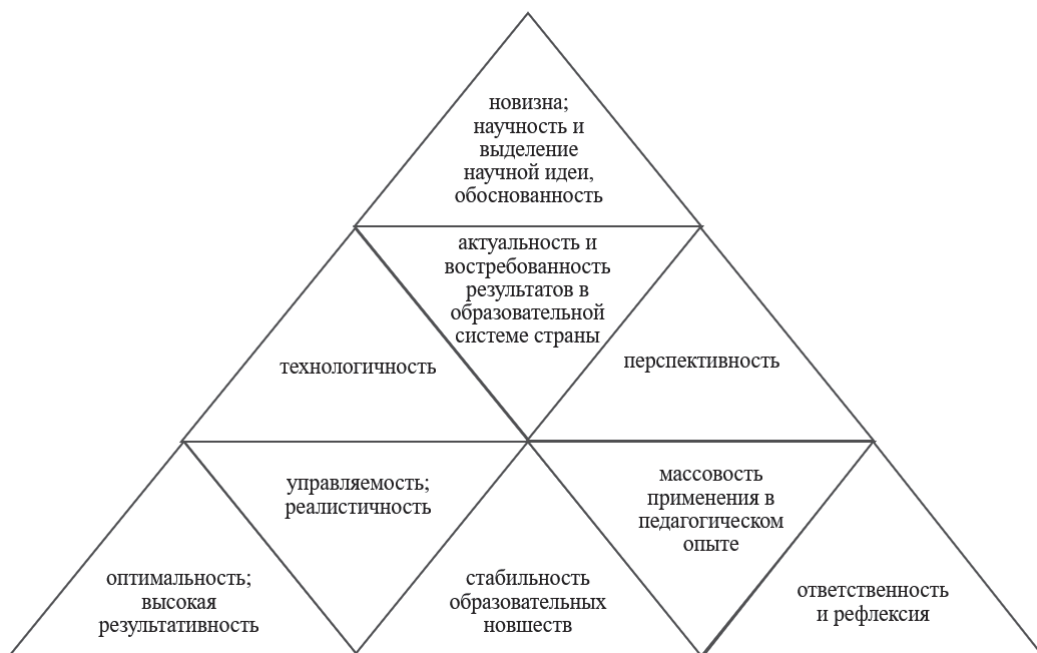 новизна;
научность и
выделение
научной идеи,
обоснованность
актуальность и
востребованность
результатов в
образовательной
системе страны
технологичность
перспективность
управляемость;
реалистичность
массовость
применения в
педагогическом
опыте
оптимальность;
высокая
результативность
стабильность
образовательных
новшеств
ответственность
и рефлексия